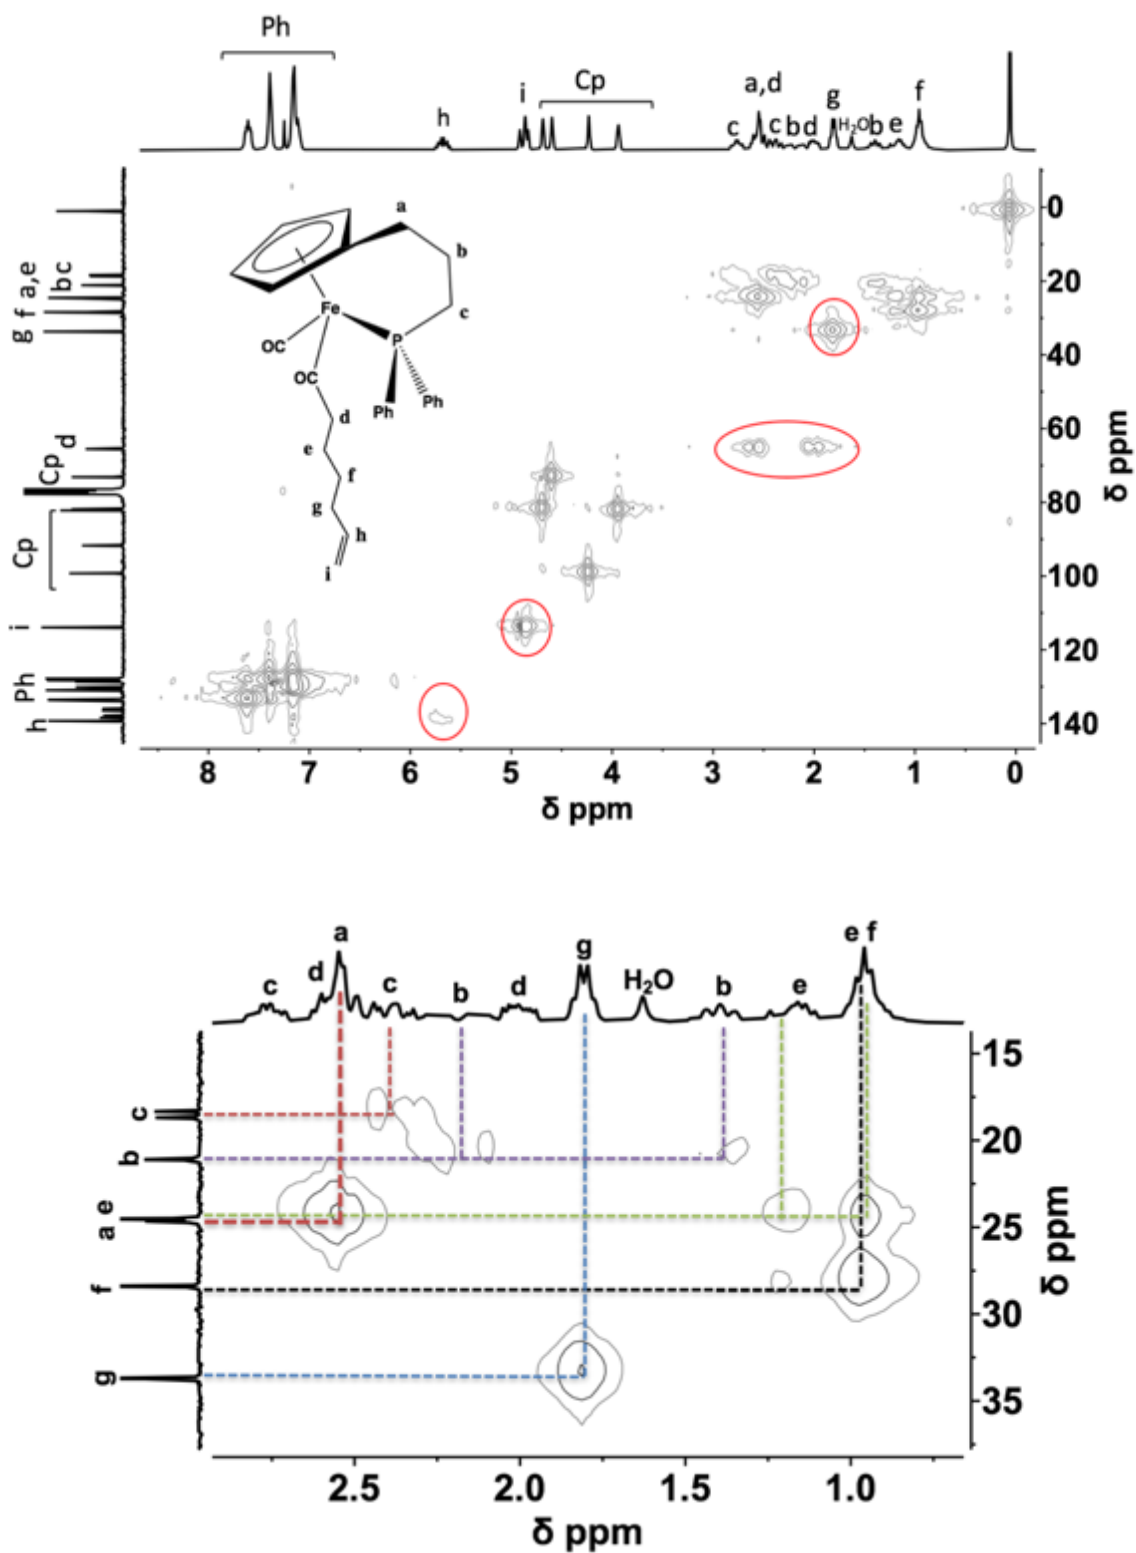 Ph
Cp
i
h
a,d
c
c
b
d
g
H₂O
b
e
f
g f a,e
b c
Cp d
Cp
i
Ph
h
a
b
c
Fe
P
OC
OC
Ph
Ph
d
e
f
g
h
i
0
20
40
60
80
100
120
140
δ ppm
8 7 6 5 4 3 2 1 0
δ ppm
a
e f
g
c
d
c
b
d
H₂O
b
e
c
b
a e
f
g
15
20
25
30
35
δ ppm
2.5 2.0 1.5 1.0
δ ppm